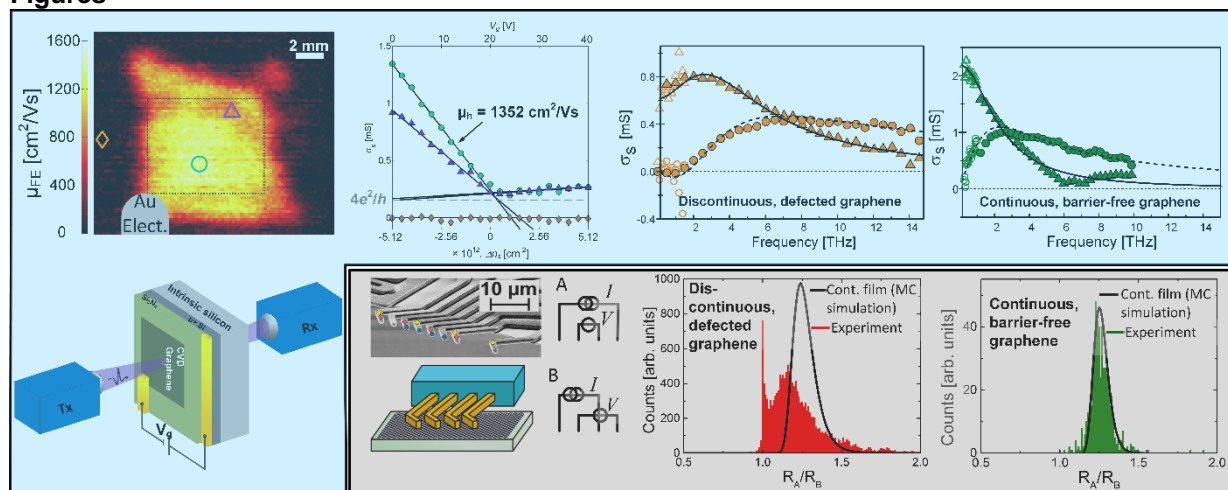 Figures
1600
1200
800
400
0
μFE [cm²/Vs]
2 mm
Au
Elect.
Vg [V]
0 10 20 30 40
1.5
1
0.5
0
σs [mS]
μh = 1352 cm²/Vs
4e²/h
-5.12 -2.56 0 2.56 5.12
× 10¹², Δns [cm²]
σs [mS]
0.8
0.4
0
-0.4
Discontinuous, defected graphene
2 4 6 8 10 12 14
Frequency [THz]
σs [mS]
2
1
0
Continuous, barrier-free graphene
2 4 6 8 10 12 14
Frequency [THz]
Si₃N₄
Intrinsic silicon
Rx
CVD
Graphene
Tx
Vg
10 μm
A
I
V
B
I
V
Counts [arb. units]
1000
800
600
400
200
0
Dis-
continuous,
defected
graphene
Cont. film (MC
simulation)
Experiment
0.5 1.0 1.5 2.0
RA/RB
Counts [arb. units]
40
20
0
Continuous,
barrier-free
graphene
Cont. film (MC
simulation)
Experiment
0.5 1.0 1.5 2.0
RA/RB